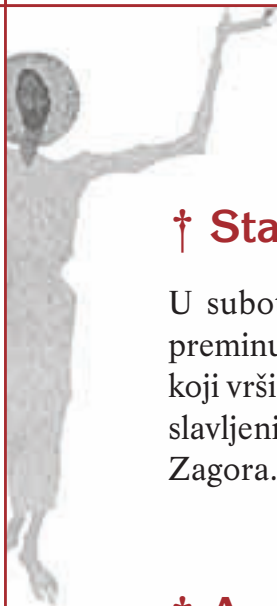 † Sta
U subo
preminu
koji vrši
slavljeni
Zagora.